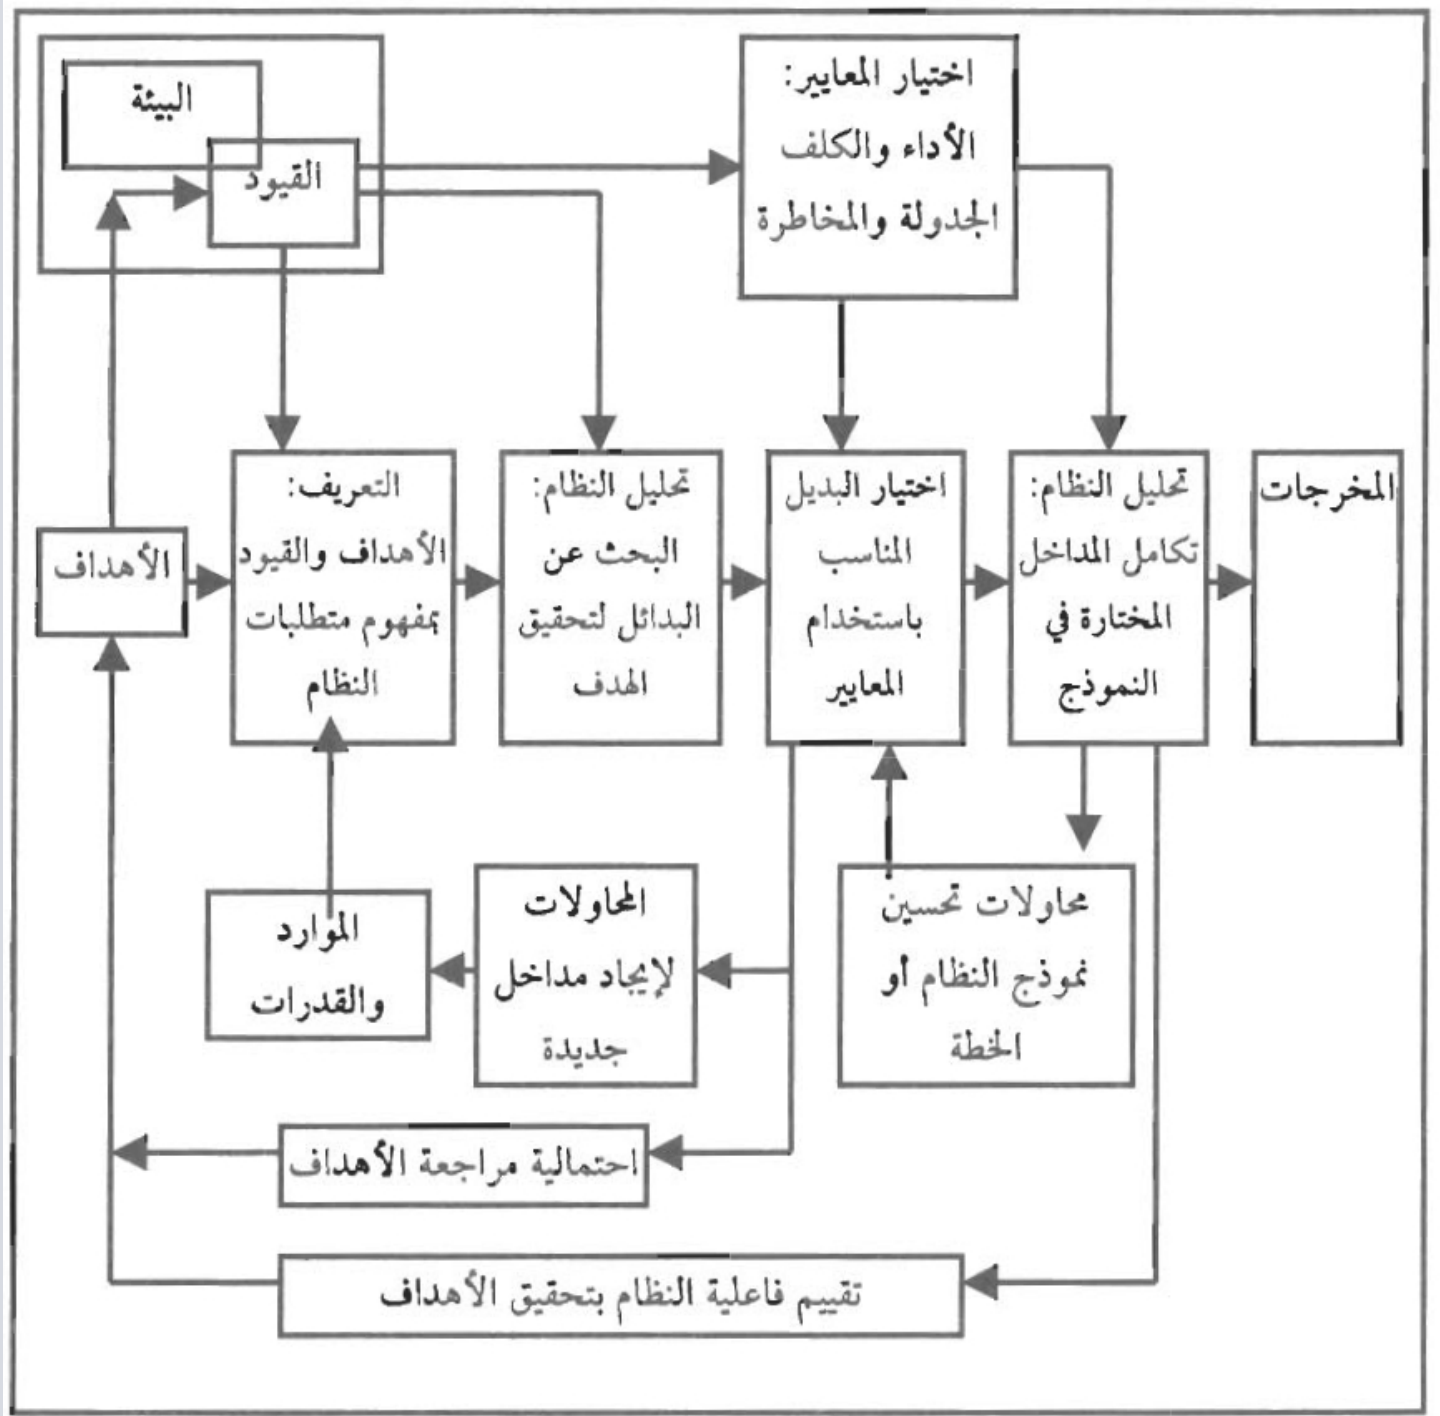 البيئة
القيود
اختيار المعايير:
الأداء والكلف
الجدولة والمخاطرة
الأهداف
التعريف:
الأهداف والقيود
بمفهوم متطلبات
النظام
تحليل النظام:
البحث عن
البدائل لتحقيق
الهدف
اختيار البديل
المناسب
باستخدام
المعايير
تحليل النظام:
تكامل المداخل
المختارة في
النموذج
المخرجات
الموارد
والقدرات
المحاولات
لإيجاد مداخل
جديدة
محاولات تحسين
نموذج النظام أو
الخطة
احتمالية مراجعة الأهداف
تقييم فاعلية النظام بتحقيق الأهداف